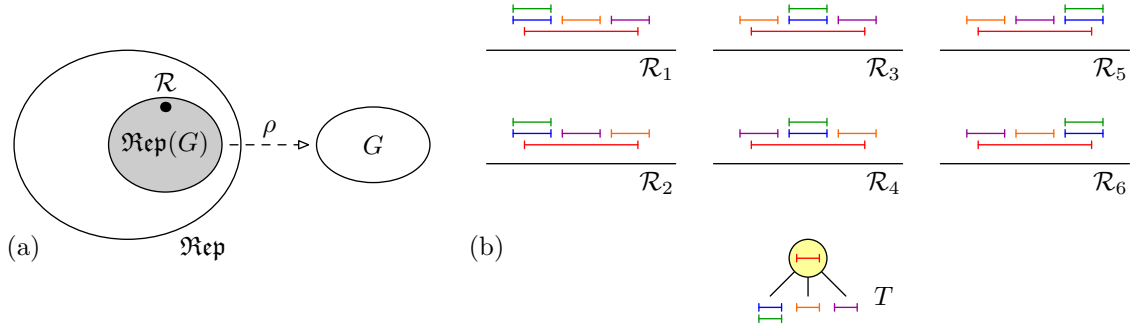 ℛ
ℜ𝔢𝔭(G)
ρ
G
(a)
ℜ𝔢𝔭
ℛ₁
ℛ₃
ℛ₅
ℛ₂
ℛ₄
ℛ₆
(b)
T